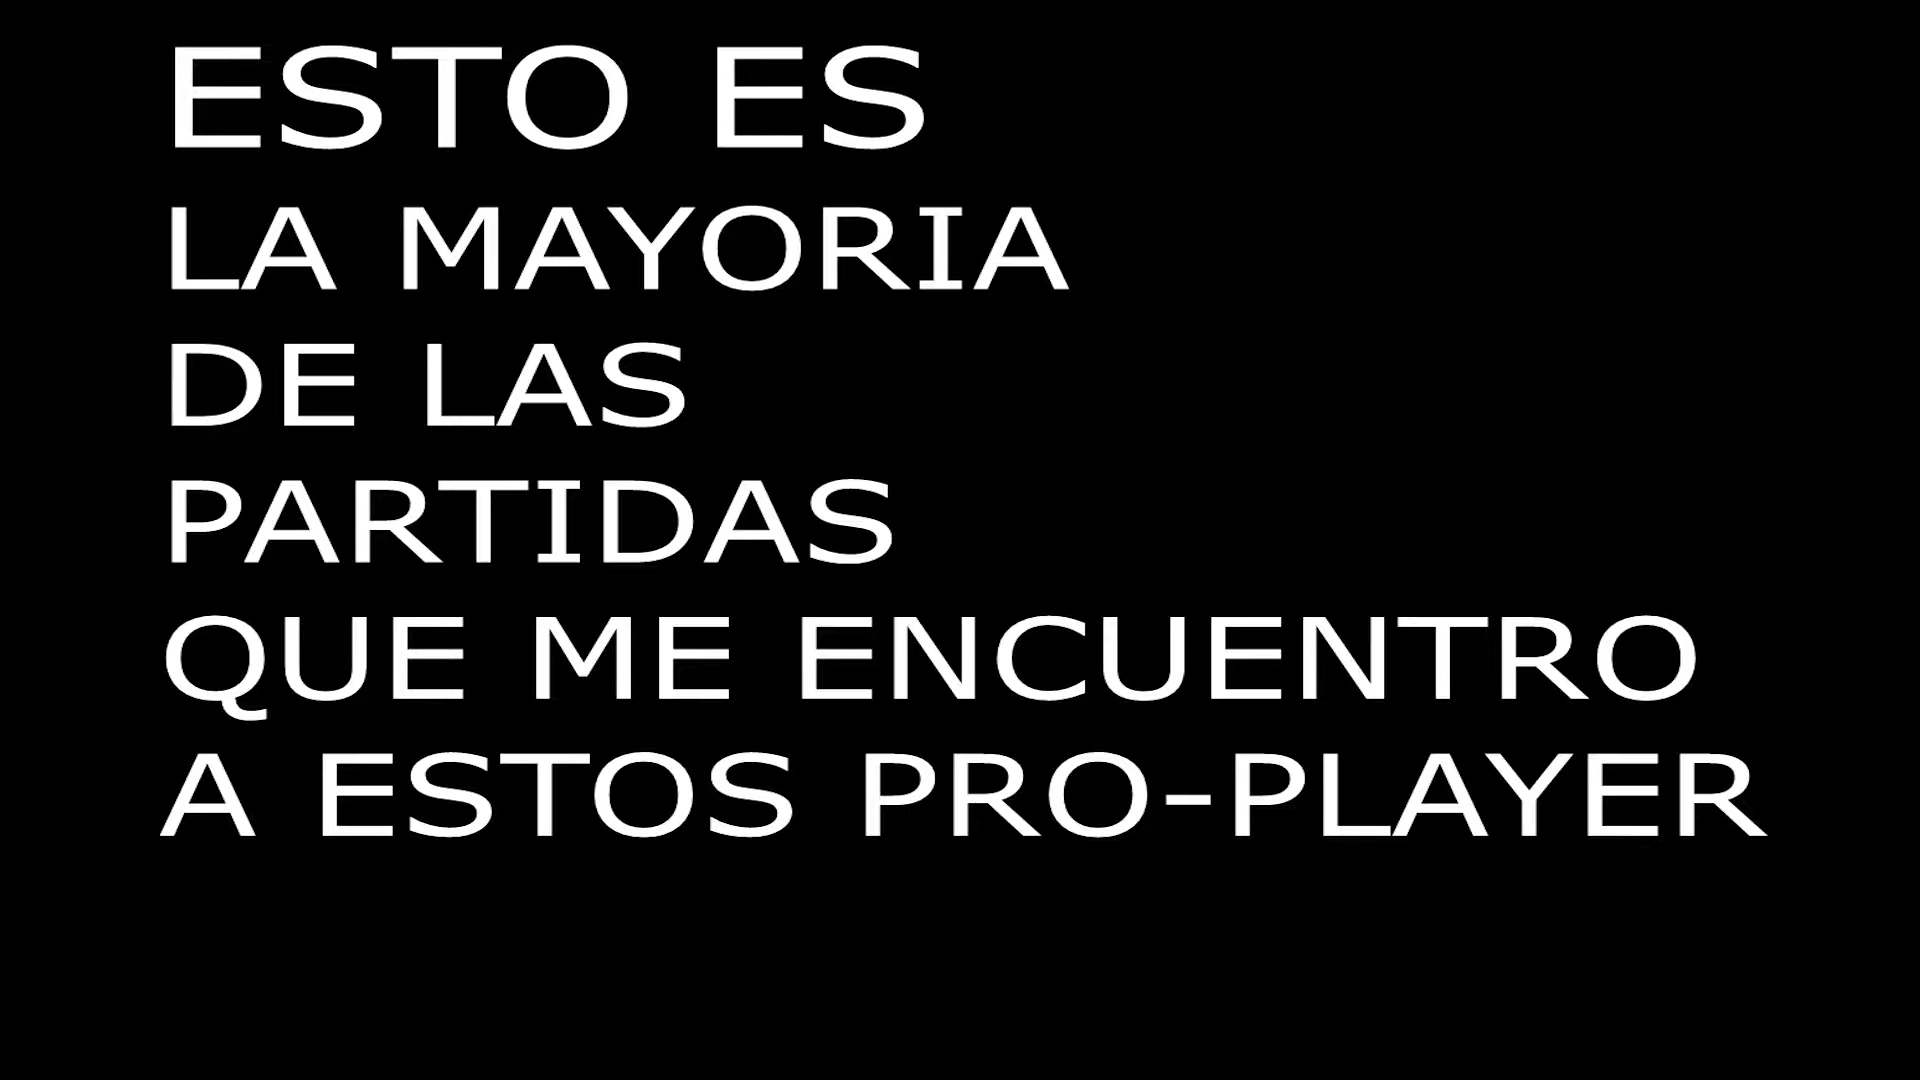 ESTO ES
LA MAYORIA
DE LAS
PARTIDAS
QUE ME ENCUENTRO
A ESTOS PRO-PLAYER